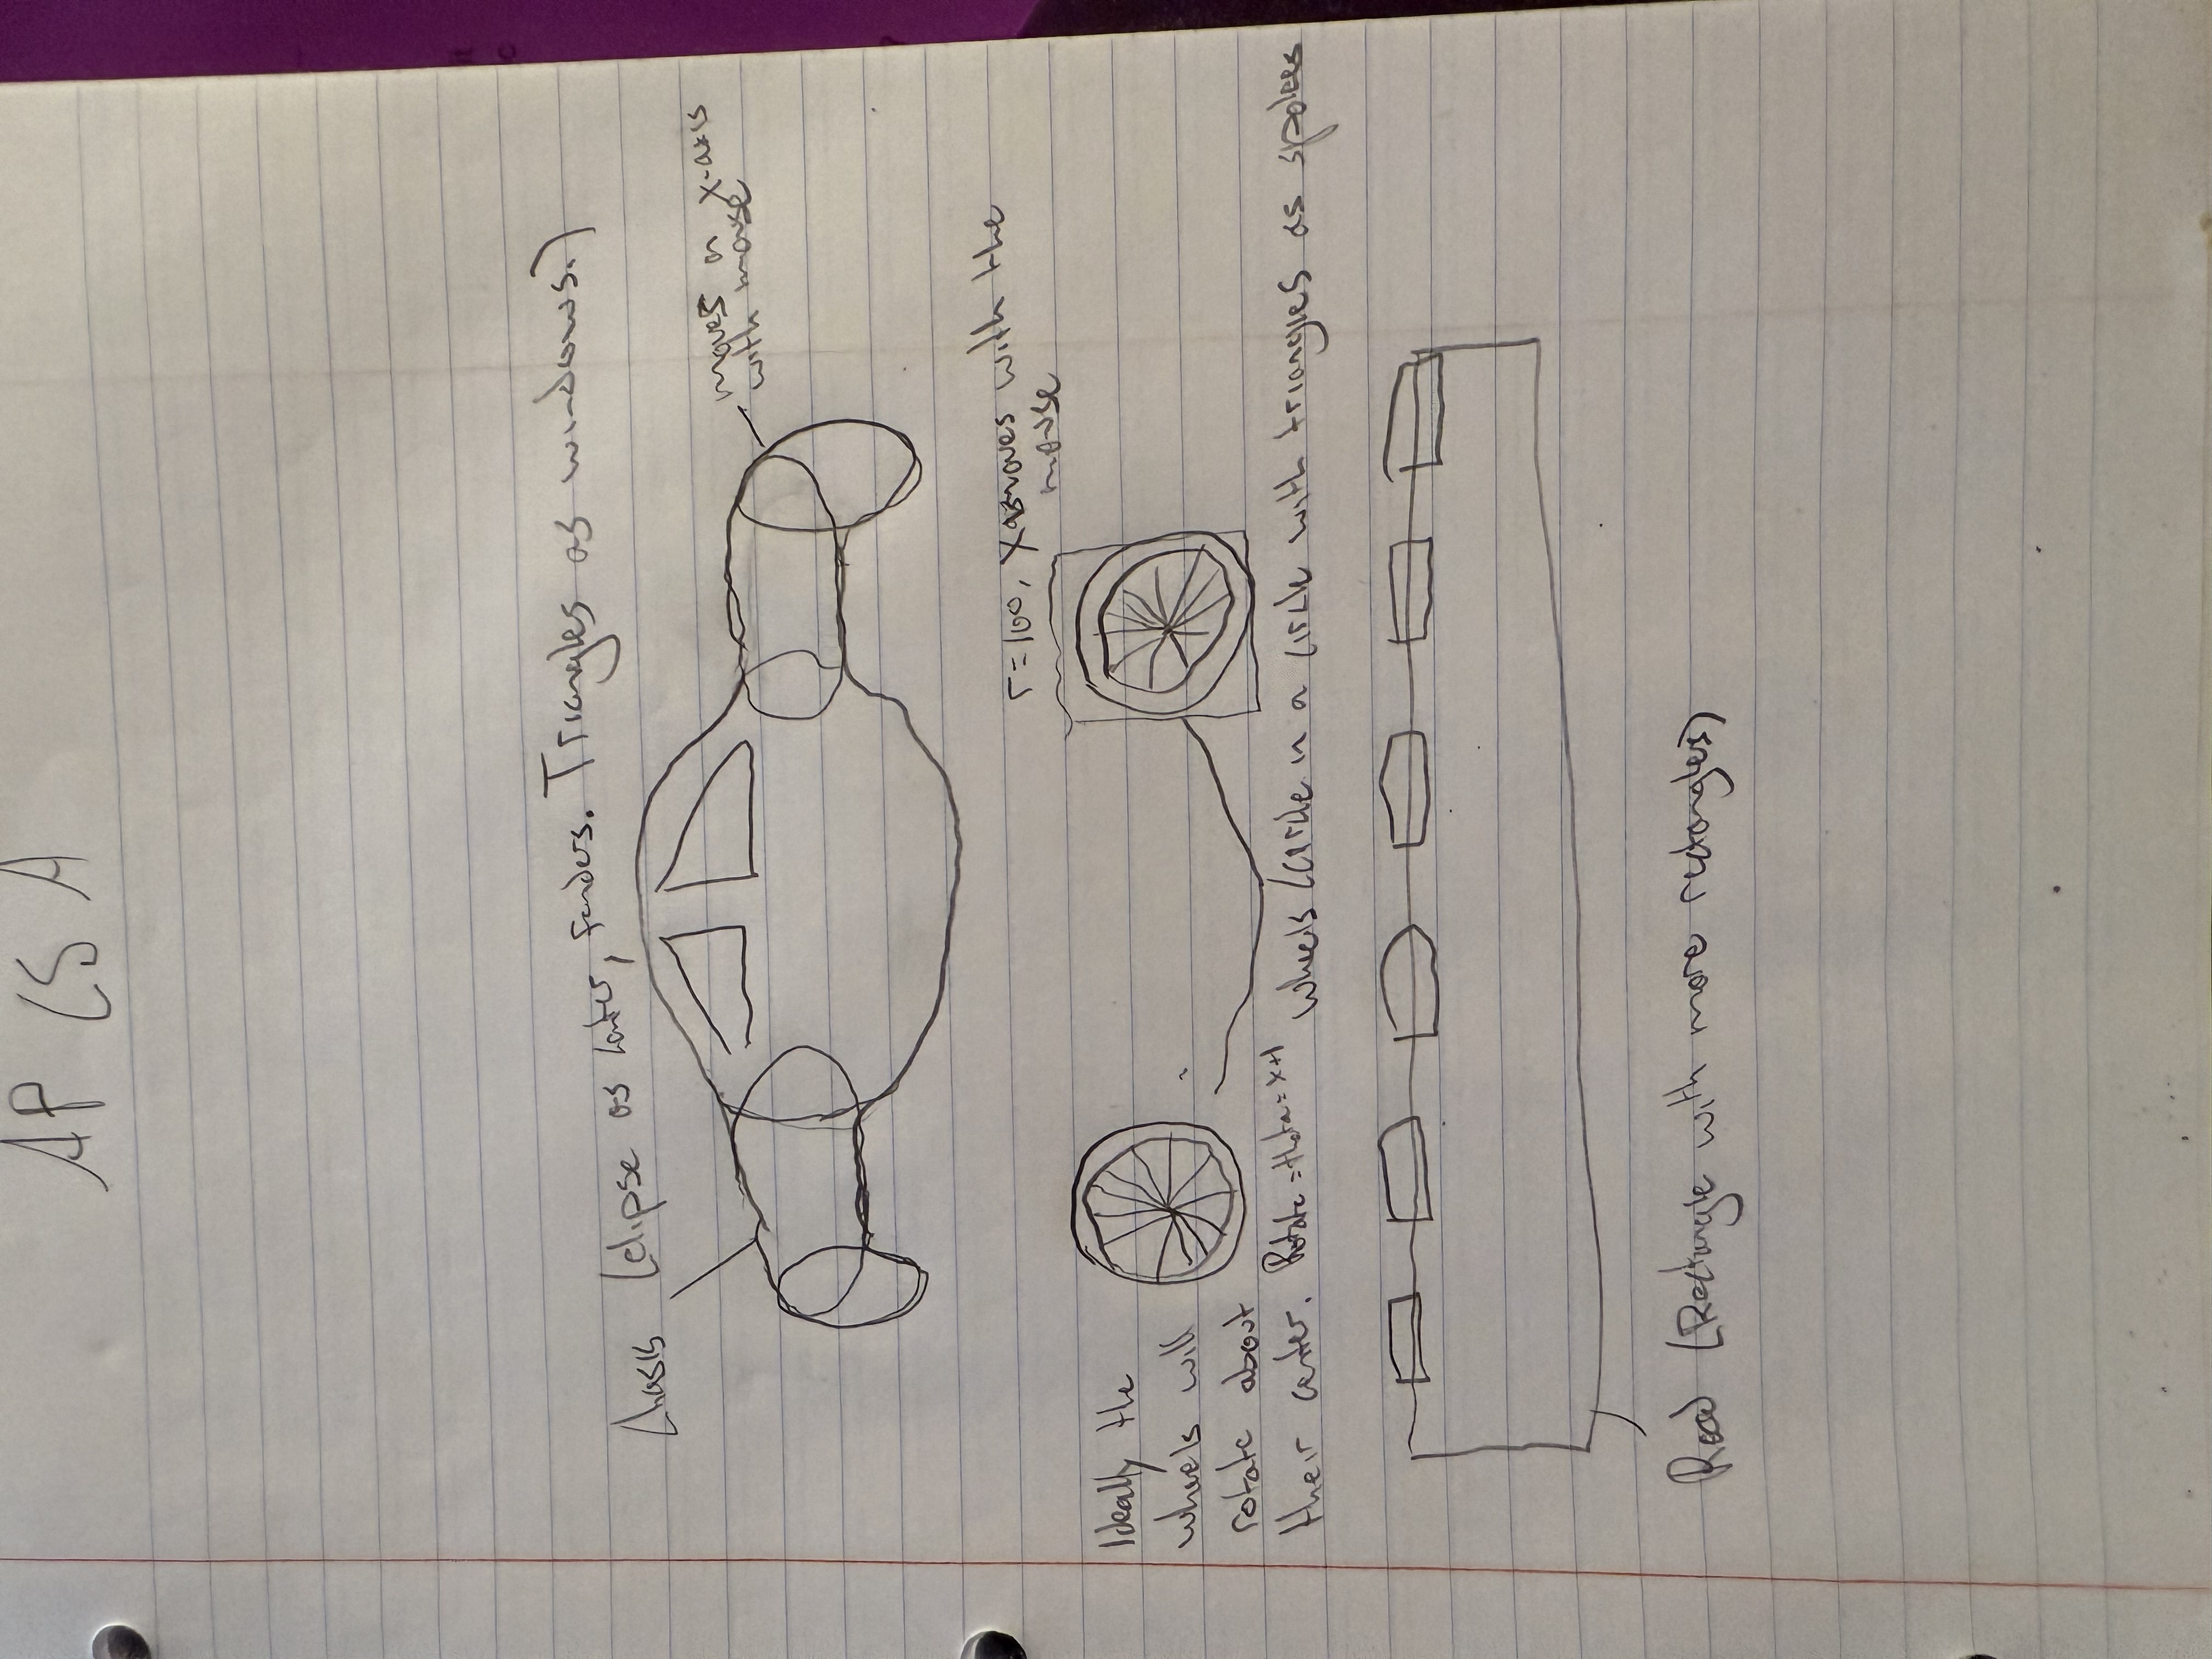 AP CS A
Chasis (elipse as center, fenders. Triangles as windows.)
moves on x-axis
with mouse
r=100, X moves with the
mouse
Ideally the
wheels will
rotate about
their center. Rotate = theta = x+1
wheels (circle in a circle with triangles as spokes
Road (Rectangle with more rectangles)